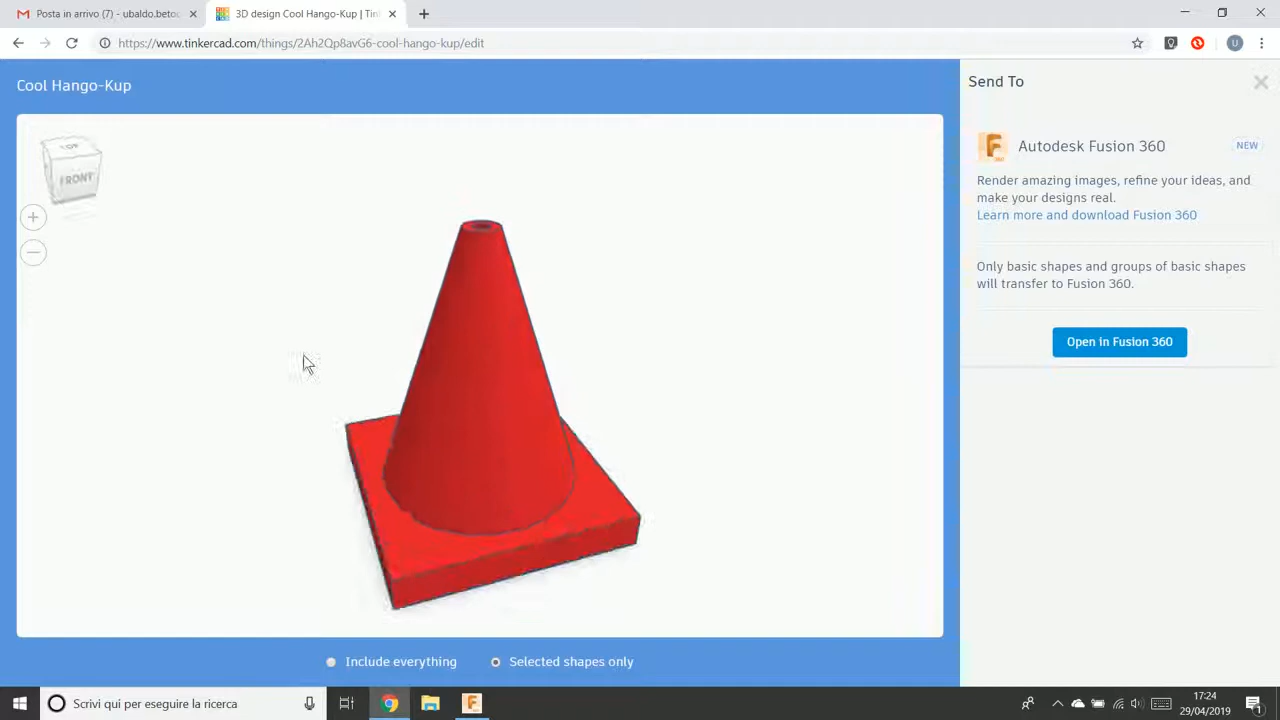 Posta in arrivo (7) - ubaldo.betoc
3D design Cool Hango-Kup | Tin
https://www.tinkercad.com/things/2Ah2Qp8avG6-cool-hango-kup/edit
U
Cool Hango-Kup
Send To
TOP
FRONT
Autodesk Fusion 360
NEW
Render amazing images, refine your ideas, and
make your designs real.
Learn more and download Fusion 360
Only basic shapes and groups of basic shapes
will transfer to Fusion 360.
Open in Fusion 360
Include everything
Selected shapes only
Scrivi qui per eseguire la ricerca
17:24
29/04/2019